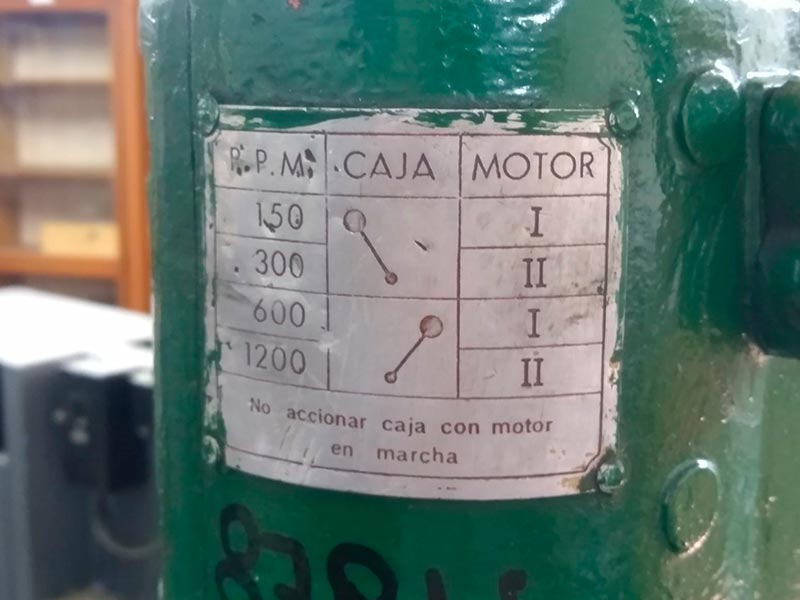 R.P.M. CAJA MOTOR
150 I
300 II
600 I
1200 II
No accionar caja con motor
en marcha